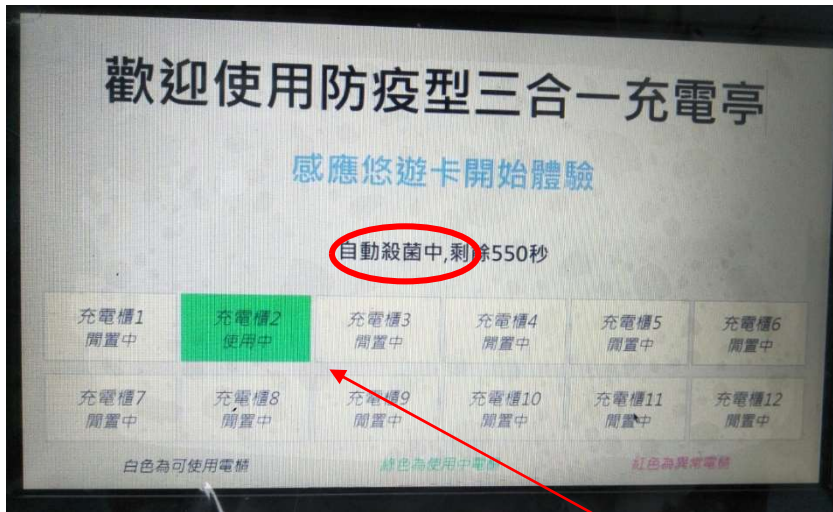 歡迎使用防疫型三合一充電亭
感應悠遊卡開始體驗
自動殺菌中,剩餘550秒
充電櫃1 充電櫃2 充電櫃3 充電櫃4 充電櫃5 充電櫃6
閒置中 使用中 閒置中 閒置中 閒置中 閒置中
充電櫃7 充電櫃8 充電櫃9 充電櫃10 充電櫃11 充電櫃12
閒置中 閒置中 閒置中 閒置中 閒置中 閒置中
白色為可使用電櫃 綠色為使用中電櫃 紅色為異常電櫃